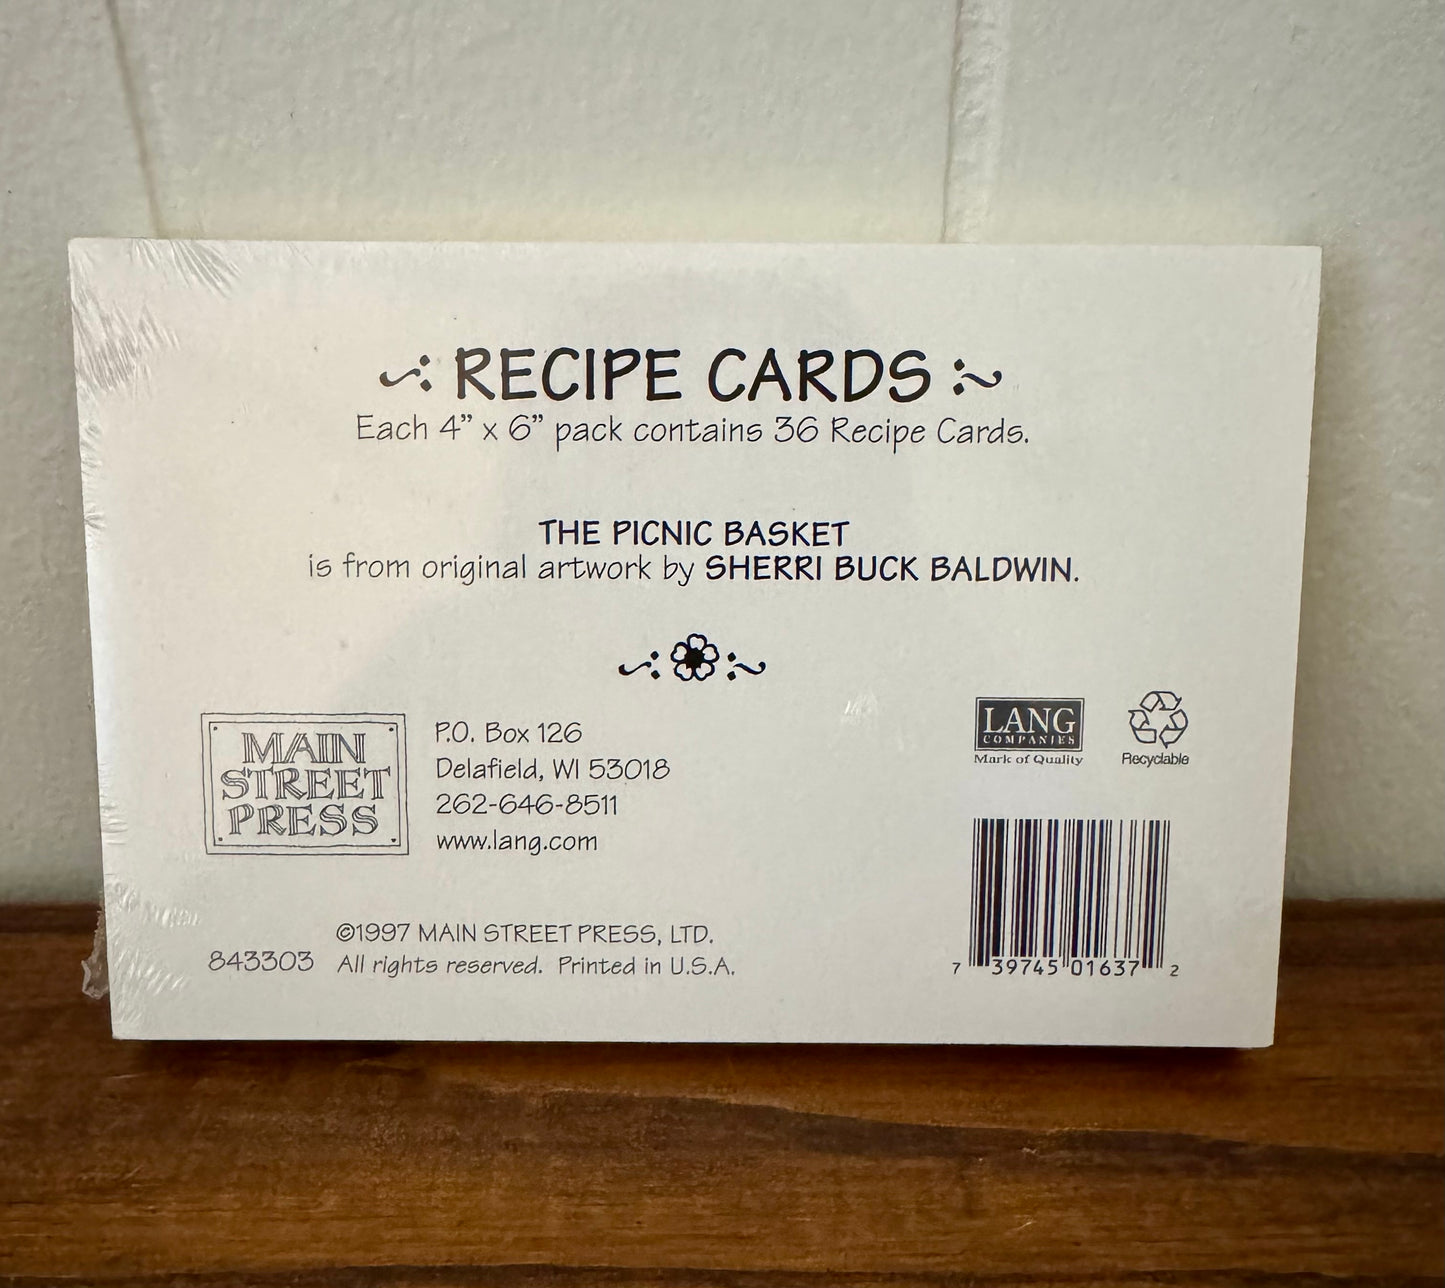 RECIPE CARDS
Each 4” x 6” pack contains 36 Recipe Cards.
THE PICNIC BASKET
is from original artwork by SHERRI BUCK BALDWIN.
MAIN
STREET
PRESS
P.O. Box 126
Delafield, WI 53018
262-646-8511
www.lang.com
LANG
COMPANIES
Mark of Quality
Recyclable
©1997 MAIN STREET PRESS, LTD.
843303 All rights reserved. Printed in U.S.A.
7 39745 01637 2